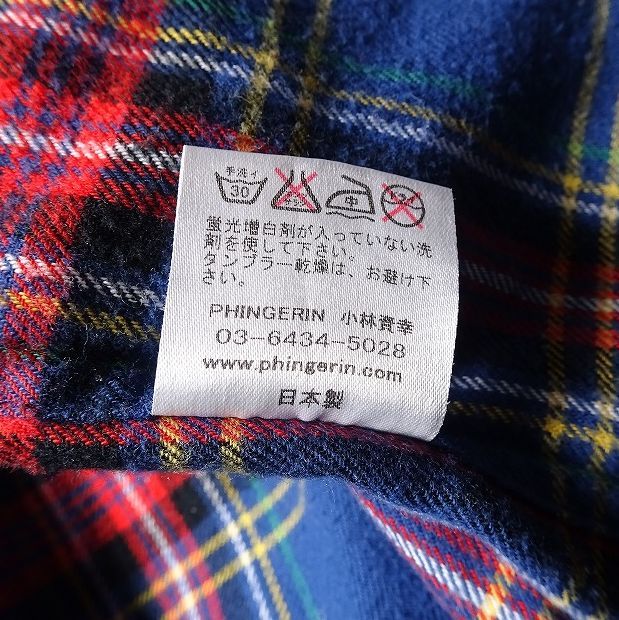 手洗イ
30 中
蛍光増白剤が入っていない洗
剤を使して下さい。
タンブラー乾燥は、お避け下
さい。
PHINGERIN 小林資幸
03-6434-5028
www.phingerin.com
日本製